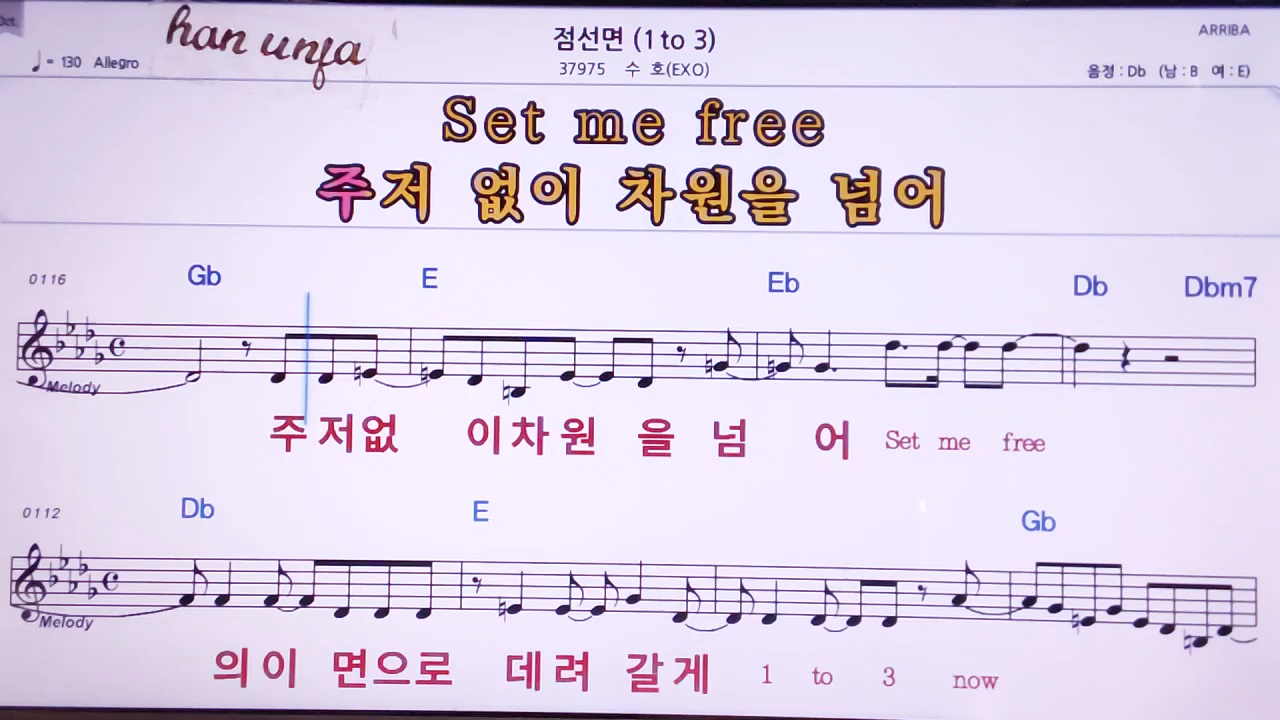 han unfa
점선면 (1 to 3)
ARRIBA
♩= 130 Allegro
37975 수 호(EXO)
음정 : Db (남 : B 여 : E)
Set me free
주저 없이 차원을 넘어
0116 Gb E Eb Db Dbm7
Melody
주저없 이차원 을 넘 어 Set me free
0112 Db E Gb
Melody
의이 면으로 데려 갈게 1 to 3 now